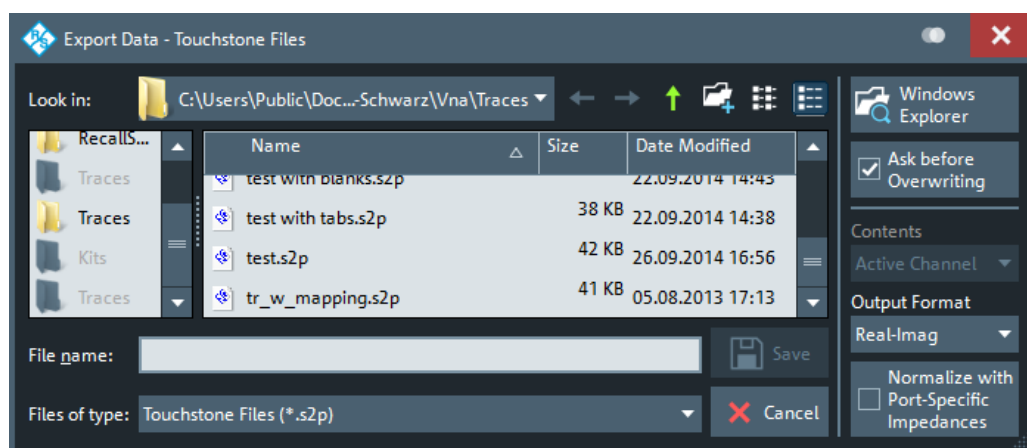 Export Data - Touchstone Files
Look in:
C:\Users\Public\Doc...-Schwarz\Vna\Traces
RecallS...
Traces
Traces
Kits
Traces
Name Size Date Modified
test with blanks.s2p 22.09.2014 14:43
test with tabs.s2p 38 KB 22.09.2014 14:38
test.s2p 42 KB 26.09.2014 16:56
tr_w_mapping.s2p 41 KB 05.08.2013 17:13
File name:
Save
Files of type: Touchstone Files (*.s2p)
Cancel
Windows
Explorer
Ask before
Overwriting
Contents
Active Channel
Output Format
Real-Imag
Normalize with
Port-Specific
Impedances